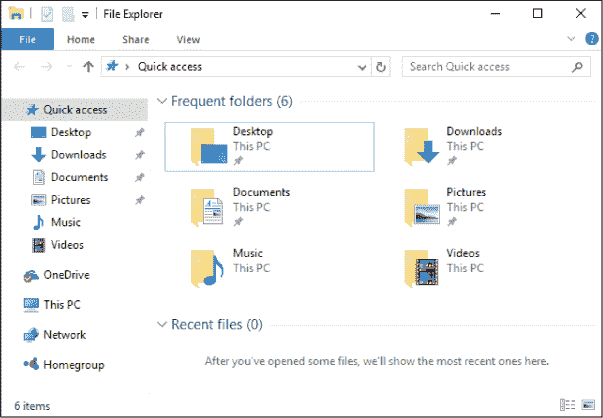 File Explorer
File Home Share View
Quick access
Search Quick access
Quick access
Desktop
Downloads
Documents
Pictures
Music
Videos
OneDrive
This PC
Network
Homegroup
Frequent folders (6)
Desktop
This PC
Downloads
This PC
Documents
This PC
Pictures
This PC
Music
This PC
Videos
This PC
Recent files (0)
After you've opened some files, we'll show the most recent ones here.
6 items